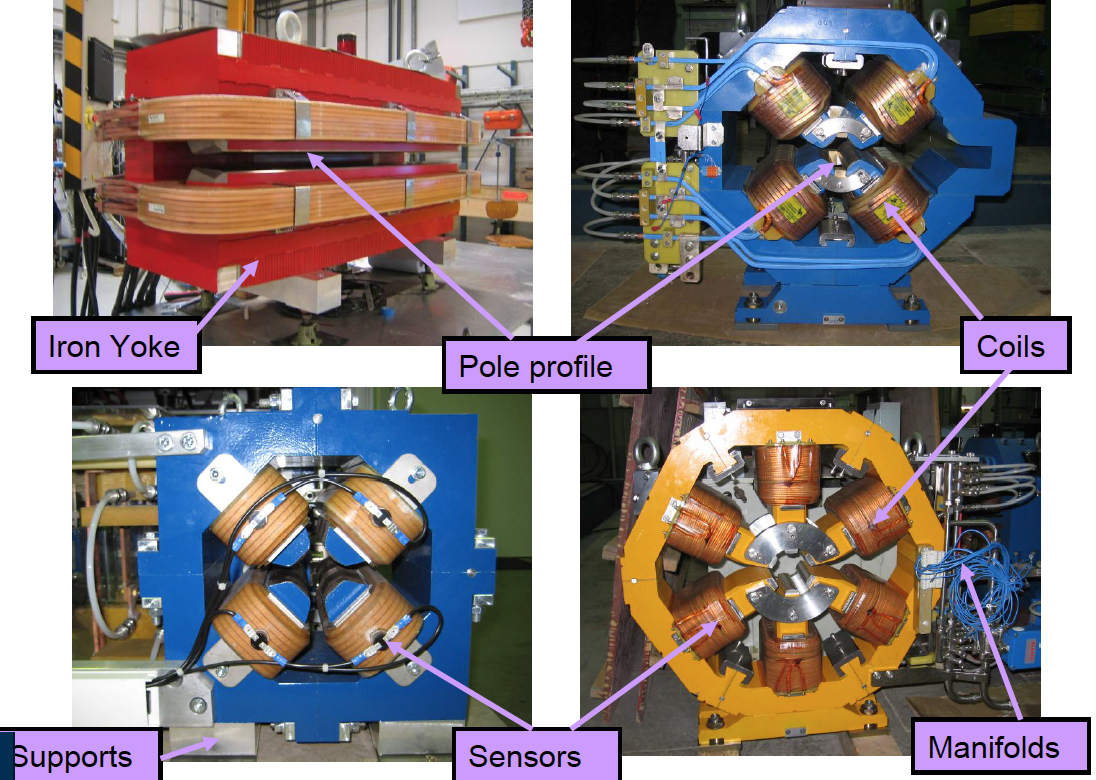 Iron Yoke
Pole profile
Coils
Supports
Sensors
Manifolds